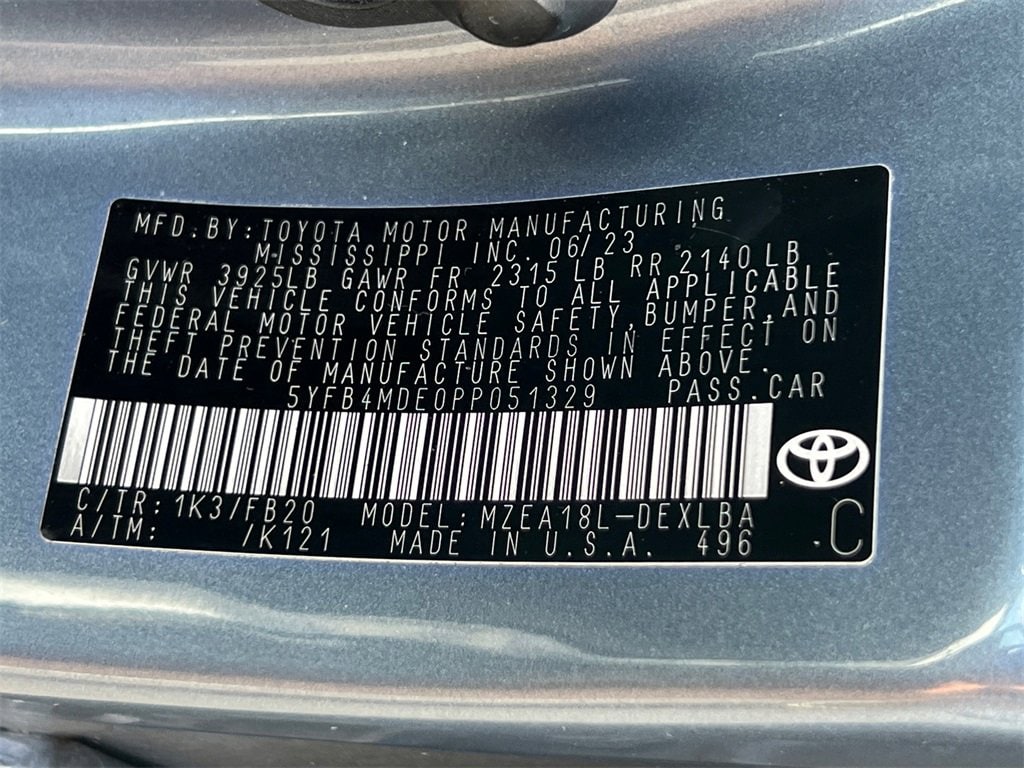 MFD. BY: TOYOTA MOTOR MANUFACTURING
MISSISSIPPI INC. 06/23
GVWR 3925LB GAWR FR 2315 LB RR 2140 LB
THIS VEHICLE CONFORMS TO ALL APPLICABLE
FEDERAL MOTOR VEHICLE SAFETY, BUMPER, AND
THEFT PREVENTION STANDARDS IN EFFECT ON
THE DATE OF MANUFACTURE SHOWN ABOVE.
5YFB4MDE0PP051329 PASS. CAR
C/TR: 1K3/FB20 MODEL: MZEA18L-DEXLBA
A/TM: /K121 MADE IN U.S.A. 496 C